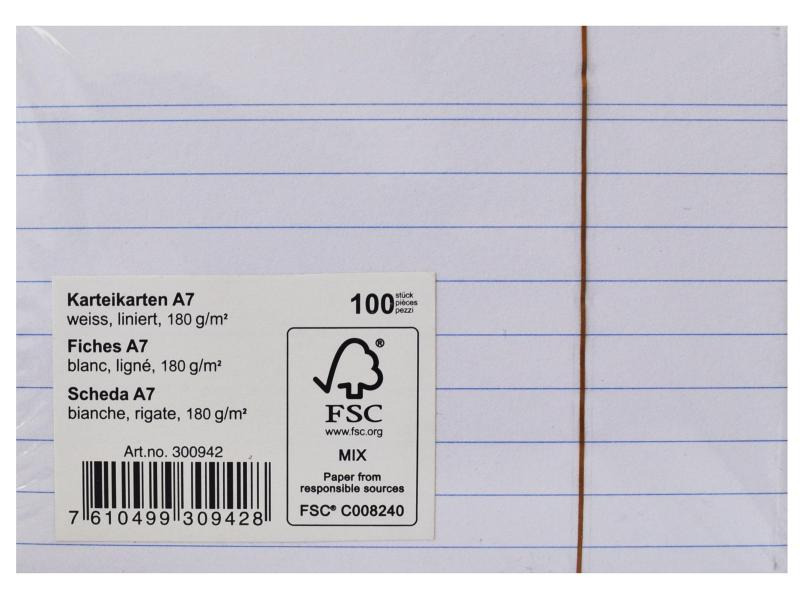 Karteikarten A7
weiss, liniert, 180 g/m²
Fiches A7
blanc, ligné, 180 g/m²
Scheda A7
bianche, rigate, 180 g/m²
Art.no. 300942
7 610499 309428
100 stück
pièces
pezzi
®
FSC
www.fsc.org
MIX
Paper from
responsible sources
FSC® C008240